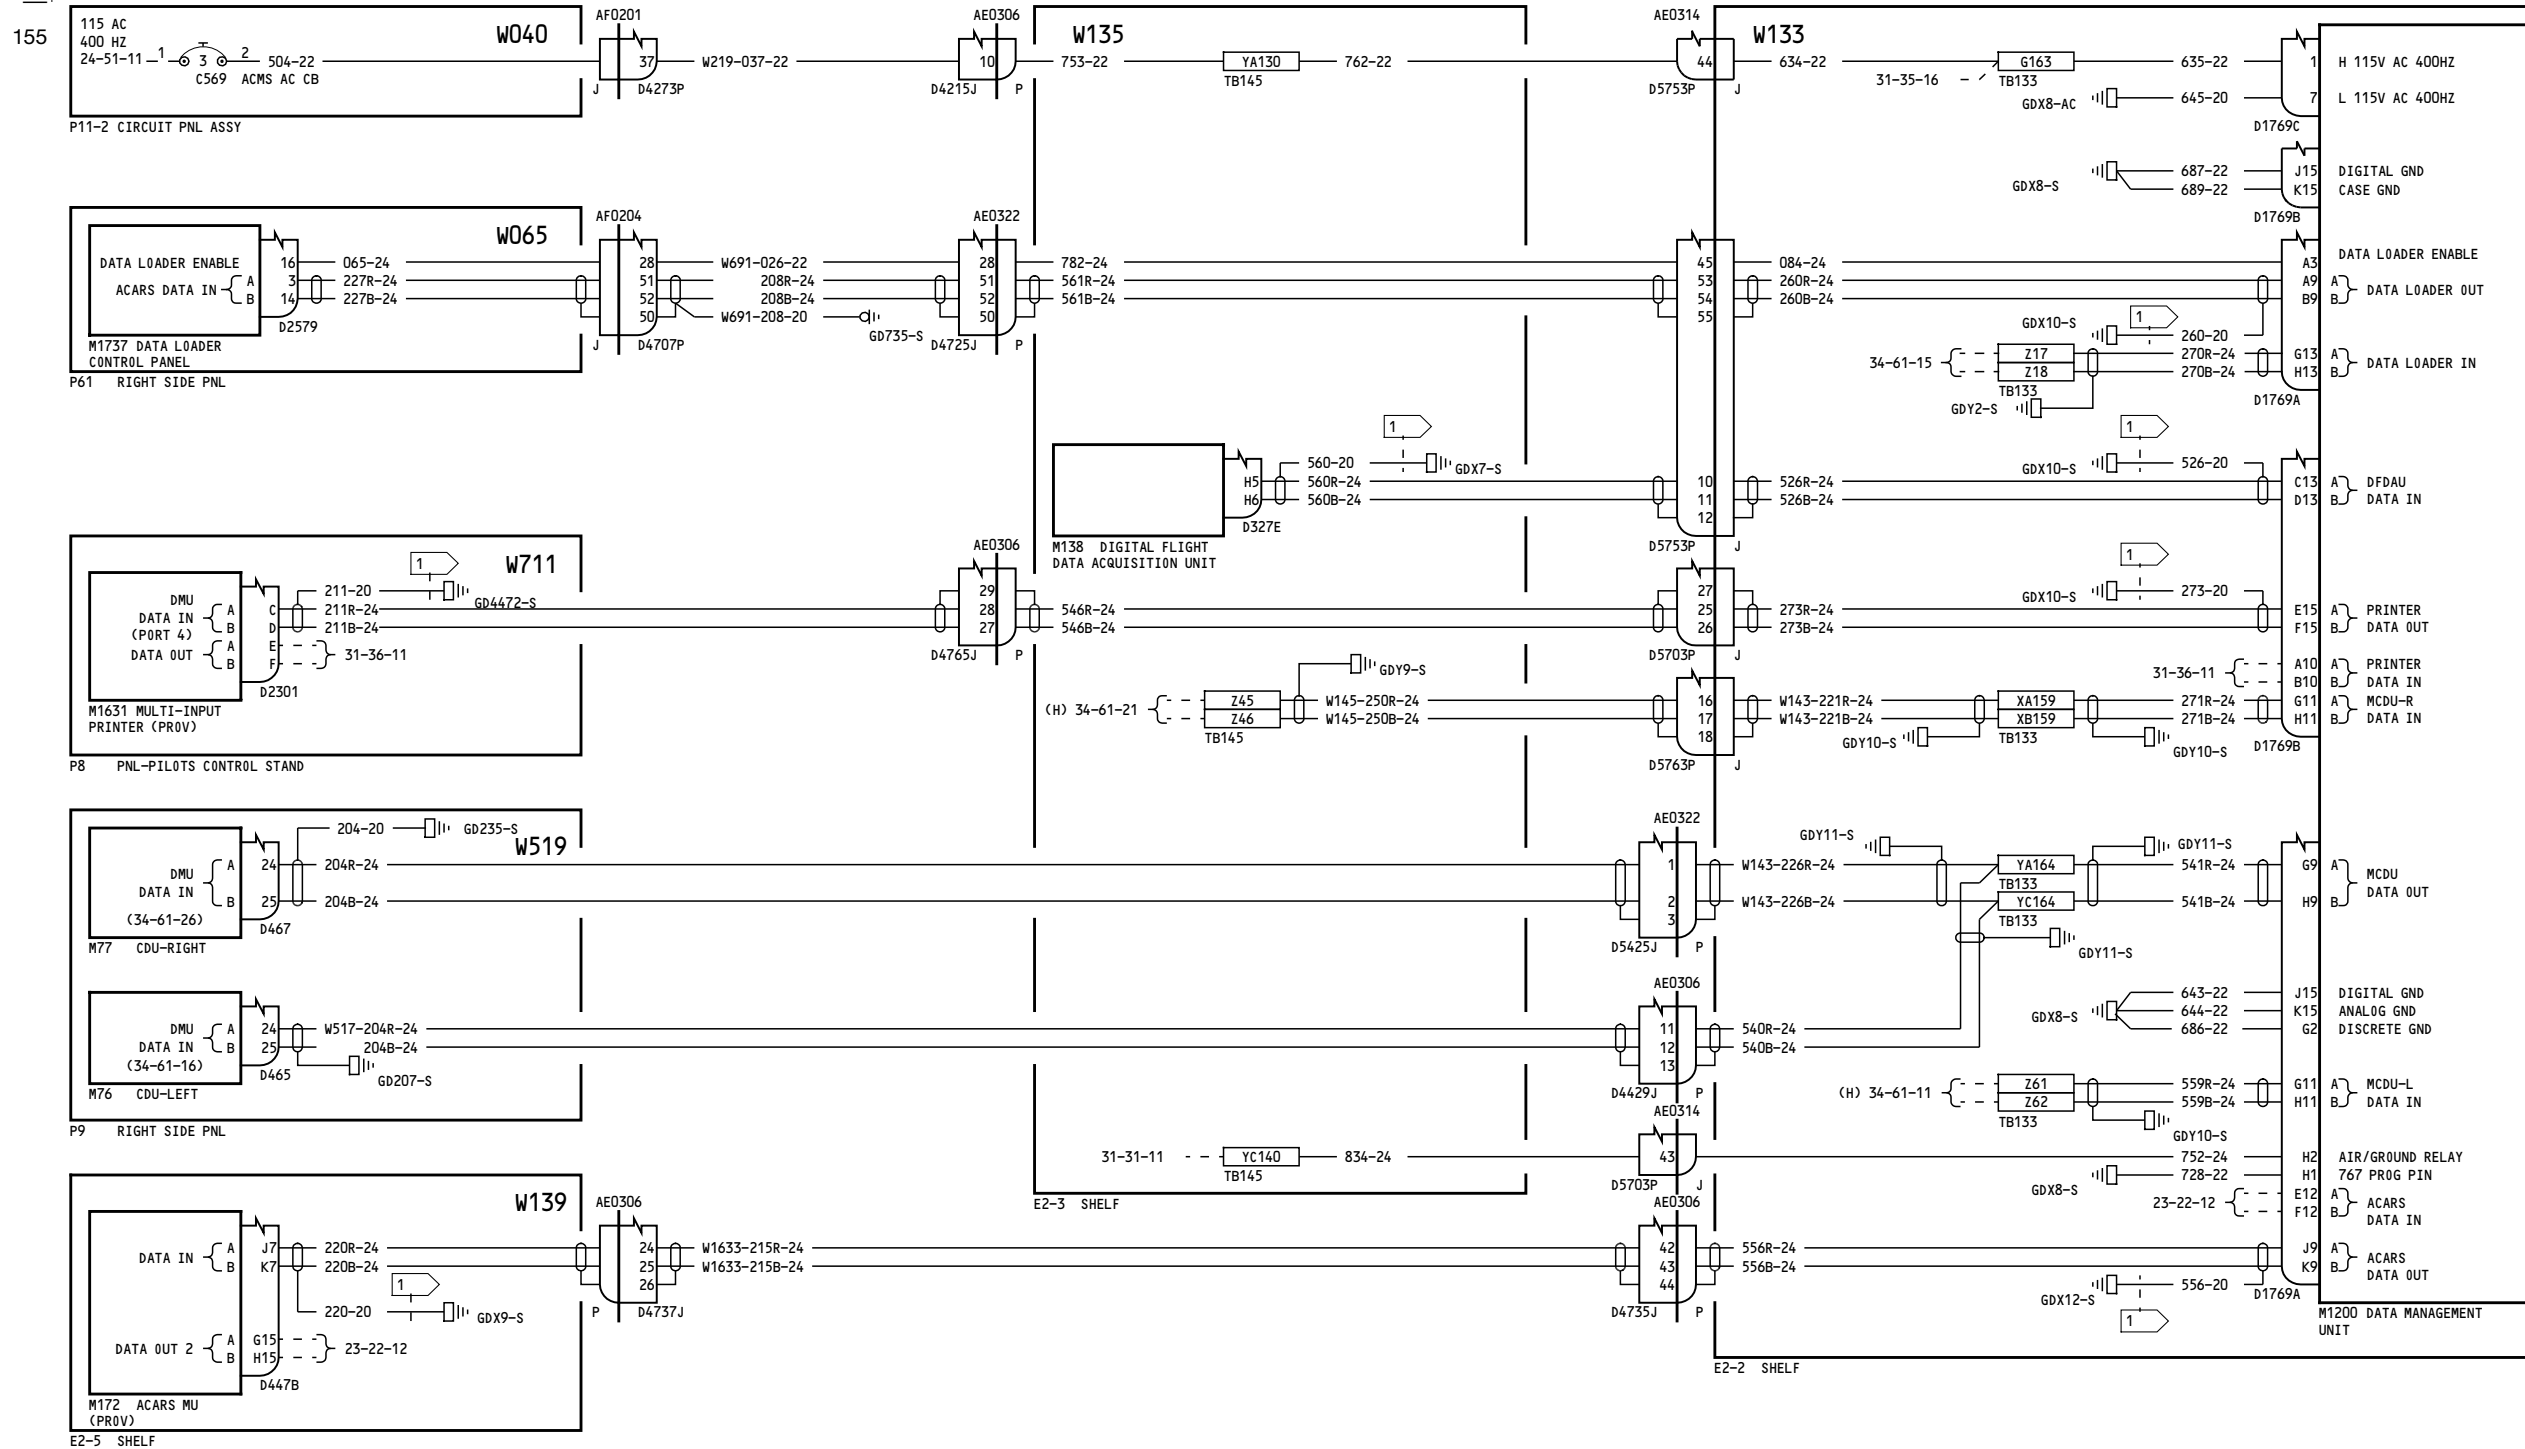 155
115 AC
400 HZ
24-51-11
1
3
2
504-22
C569 ACMS AC CB
W040
P11-2 CIRCUIT PNL ASSY
AF0201
37
J
D4273P
W219-037-22
AE0306
10
D4215J
P
W135
753-22
YA130
TB145
762-22
AE0314
44
D5753P
J
W133
634-22
31-35-16
G163
TB133
635-22
1
H 115V AC 400HZ
GDX8-AC
645-20
7
L 115V AC 400HZ
D1769C
GDX8-S
687-22
J15
DIGITAL GND
689-22
K15
CASE GND
D1769B
W065
DATA LOADER ENABLE
16
065-24
ACARS DATA IN
A
3
227R-24
B
14
227B-24
D2579
M1737 DATA LOADER
CONTROL PANEL
P61 RIGHT SIDE PNL
AF0204
28
51
52
50
J
D4707P
W691-026-22
208R-24
208B-24
W691-208-20
GD735-S
AE0322
28
51
52
50
D4725J
P
782-24
561R-24
561B-24
45
53
54
55
084-24
260R-24
260B-24
A3
DATA LOADER ENABLE
A9
A
B9
B
DATA LOADER OUT
GDX10-S
1
260-20
34-61-15
Z17
Z18
TB133
GDY2-S
270R-24
270B-24
G13
A
H13
B
DATA LOADER IN
D1769A
M138 DIGITAL FLIGHT
DATA ACQUISITION UNIT
H5
H6
D327E
560-20
560R-24
560B-24
1
GDX7-S
10
11
12
D5753P
J
526R-24
526B-24
GDX10-S
1
526-20
C13
A
DFDAU
D13
B
DATA IN
W711
DMU
DATA IN
(PORT 4)
A
B
DATA OUT
A
B
C
D
E
F
211-20
211R-24
211B-24
1
GD4472-S
31-36-11
D2301
M1631 MULTI-INPUT
PRINTER (PROV)
P8 PNL-PILOTS CONTROL STAND
AE0306
29
28
27
D4765J
P
546R-24
546B-24
27
25
26
D5703P
J
273R-24
273B-24
GDX10-S
1
273-20
E15
A
PRINTER
F15
B
DATA OUT
31-36-11
A10
A
PRINTER
B10
B
DATA IN
(H) 34-61-21
Z45
Z46
TB145
GDY9-S
W145-250R-24
W145-250B-24
16
17
18
D5763P
J
W143-221R-24
W143-221B-24
GDY10-S
XA159
XB159
TB133
271R-24
271B-24
GDY10-S
G11
A
MCDU-R
H11
B
DATA IN
D1769B
W519
DMU
DATA IN
A
B
(34-61-26)
24
25
204-20
204R-24
204B-24
GD235-S
D467
M77 CDU-RIGHT
AE0322
1
2
3
D5425J
P
W143-226R-24
W143-226B-24
GDY11-S
YA164
TB133
YC164
TB133
GDY11-S
541R-24
541B-24
GDY11-S
G9
A
H9
B
MCDU
DATA OUT
DMU
DATA IN
A
B
(34-61-16)
24
25
W517-204R-24
204B-24
D465
GD207-S
M76 CDU-LEFT
P9 RIGHT SIDE PNL
AE0306
11
12
13
D4429J
P
540R-24
540B-24
GDX8-S
643-22
J15
DIGITAL GND
644-22
K15
ANALOG GND
686-22
G2
DISCRETE GND
(H) 34-61-11
Z61
Z62
TB133
559R-24
559B-24
GDY10-S
G11
A
MCDU-L
H11
B
DATA IN
31-31-11
YC140
TB145
834-24
AE0314
43
D5703P
J
752-24
H2
AIR/GROUND RELAY
GDX8-S
728-22
H1
767 PROG PIN
E2-3 SHELF
23-22-12
E12
A
ACARS
F12
B
DATA IN
W139
DATA IN
A
B
J7
K7
220R-24
220B-24
1
220-20
GDX9-S
DATA OUT 2
A
B
G15
H15
23-22-12
D447B
M172 ACARS MU
(PROV)
E2-5 SHELF
AE0306
24
25
26
P
D4737J
W1633-215R-24
W1633-215B-24
AE0306
42
43
44
D4735J
P
556R-24
556B-24
J9
A
ACARS
K9
B
DATA OUT
GDX12-S
556-20
1
D1769A
M1200 DATA MANAGEMENT
UNIT
E2-2 SHELF